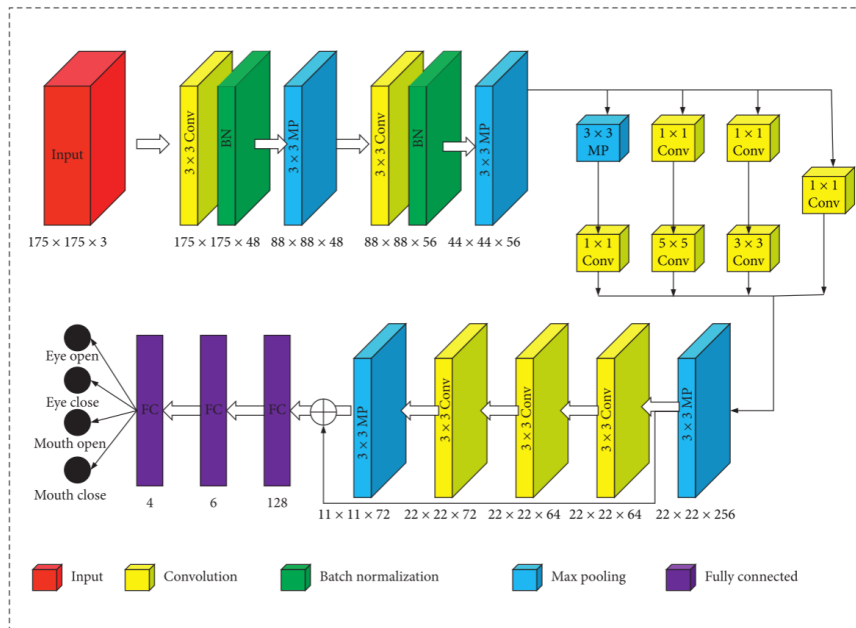 Input
3 × 3 Conv
BN
3 × 3 MP
3 × 3 Conv
BN
3 × 3 MP
175 × 175 × 3
175 × 175 × 48
88 × 88 × 48
88 × 88 × 56
44 × 44 × 56
3 × 3
MP
1 × 1
Conv
1 × 1
Conv
1 × 1
Conv
1 × 1
Conv
5 × 5
Conv
3 × 3
Conv
Eye open
Eye close
Mouth open
Mouth close
FC
FC
FC
3 × 3 MP
3 × 3 Conv
3 × 3 Conv
3 × 3 Conv
3 × 3 MP
4
6
128
11 × 11 × 72
22 × 22 × 72
22 × 22 × 64
22 × 22 × 64
22 × 22 × 256
Input
Convolution
Batch normalization
Max pooling
Fully connected